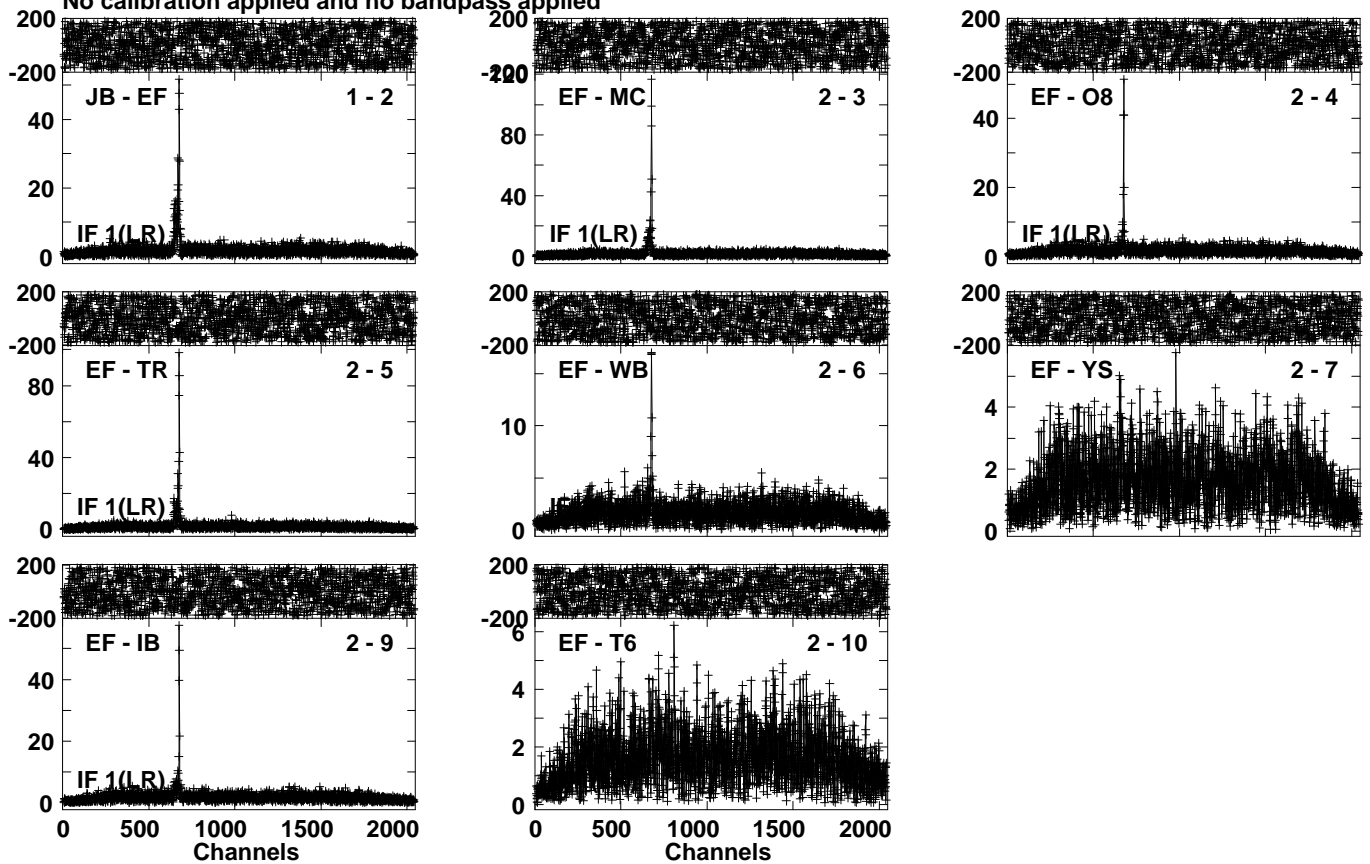 No calibration applied and no bandpass applied
200
-200
JB - EF 1 - 2
40
20
0
IF 1(LR)
200
-200
120
EF - MC 2 - 3
80
40
0
IF 1(LR)
200
-200
EF - O8 2 - 4
40
20
0
IF 1(LR)
200
-200
EF - TR 2 - 5
80
40
0
IF 1(LR)
200
-200
EF - WB 2 - 6
10
0
200
-200
EF - YS 2 - 7
4
2
0
200
-200
EF - IB 2 - 9
40
20
0
IF 1(LR)
0 500 1000 1500 2000
Channels
200
-200
6
EF - T6 2 - 10
4
2
0
0 500 1000 1500 2000
Channels